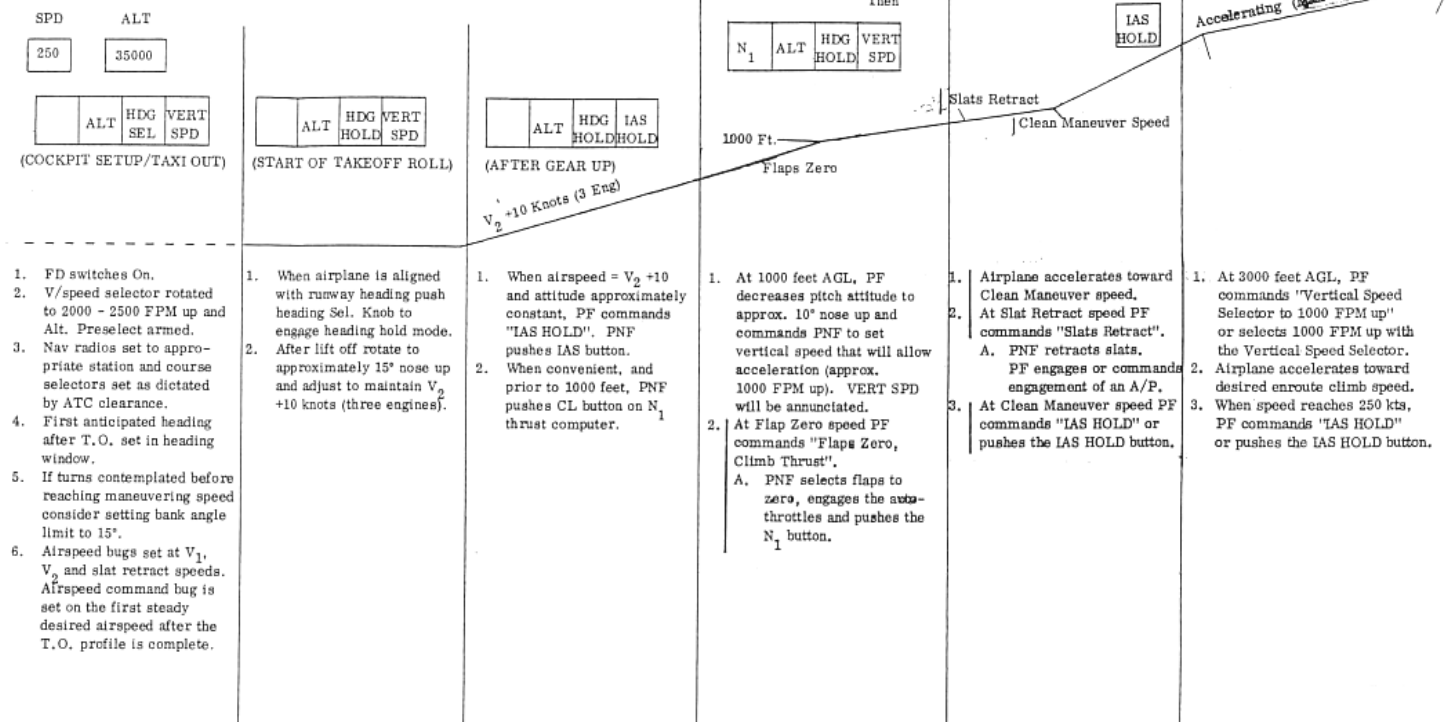 SPD ALT
250 35000
ALT HDG SEL VERT SPD
(COCKPIT SETUP/TAXI OUT)
1. FD switches On.
2. V/speed selector rotated
to 2000 - 2500 FPM up and
Alt. Preselect armed.
3. Nav radios set to appro-
priate station and course
selectors set as dictated
by ATC clearance.
4. First anticipated heading
after T.O. set in heading
window.
5. If turns contemplated before
reaching maneuvering speed
consider setting bank angle
limit to 15°.
6. Airspeed bugs set at V1,
V2 and slat retract speeds.
Airspeed command bug is
set on the first steady
desired airspeed after the
T.O. profile is complete.
ALT HDG HOLD VERT SPD
(START OF TAKEOFF ROLL)
1. When airplane is aligned
with runway heading push
heading Sel. Knob to
engage heading hold mode.
2. After lift off rotate to
approximately 15° nose up
and adjust to maintain V2
+10 knots (three engines).
ALT HDG HOLD IAS HOLD
(AFTER GEAR UP)
V2 +10 Knots (3 Eng)
1. When airspeed = V2 +10
and attitude approximately
constant, PF commands
"IAS HOLD". PNF
pushes IAS button.
2. When convenient, and
prior to 1000 feet, PNF
pushes CL button on N1
thrust computer.
Then
N1 ALT HDG HOLD VERT SPD
1000 Ft.
Flaps Zero
1. At 1000 feet AGL, PF
decreases pitch attitude to
approx. 10° nose up and
commands PNF to set
vertical speed that will allow
acceleration (approx.
1000 FPM up). VERT SPD
will be annunciated.
2. At Flap Zero speed PF
commands "Flaps Zero,
Climb Thrust".
A. PNF selects flaps to
zero, engages the auto-
throttles and pushes the
N1 button.
IAS HOLD
Slats Retract
Clean Maneuver Speed
1. Airplane accelerates toward
Clean Maneuver speed.
2. At Slat Retract speed PF
commands "Slats Retract".
A. PNF retracts slats.
PF engages or commands
engagement of an A/P.
3. At Clean Maneuver speed PF
commands "IAS HOLD" or
pushes the IAS HOLD button.
Accelerating
1. At 3000 feet AGL, PF
commands "Vertical Speed
Selector to 1000 FPM up"
or selects 1000 FPM up with
the Vertical Speed Selector.
2. Airplane accelerates toward
desired enroute climb speed.
3. When speed reaches 250 kts,
PF commands "IAS HOLD"
or pushes the IAS HOLD button.